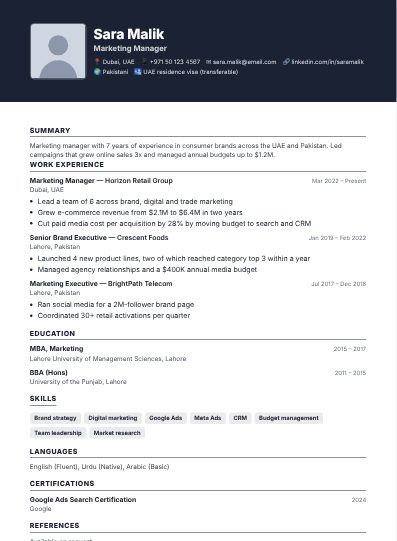 Sara Malik
Marketing Manager
📍 Dubai, UAE 📱 +971 50 123 4567 ✉ sara.malik@email.com 🔗 linkedin.com/in/saramalik
🌍 Pakistani 🛂 UAE residence visa (transferable)
SUMMARY
Marketing manager with 7 years of experience in consumer brands across the UAE and Pakistan. Led
campaigns that grew online sales 3x and managed annual budgets up to $1.2M.
WORK EXPERIENCE
Marketing Manager — Horizon Retail Group Mar 2022 – Present
Dubai, UAE
• Lead a team of 6 across brand, digital and trade marketing
• Grew e-commerce revenue from $2.1M to $6.4M in two years
• Cut paid media cost per acquisition by 28% by moving budget to search and CRM
Senior Brand Executive — Crescent Foods Jan 2019 – Feb 2022
Lahore, Pakistan
• Launched 4 new product lines, two of which reached category top 3 within a year
• Managed agency relationships and a $400K annual media budget
Marketing Executive — BrightPath Telecom Jul 2017 – Dec 2018
Lahore, Pakistan
• Ran social media for a 2M-follower brand page
• Coordinated 30+ retail activations per quarter
EDUCATION
MBA, Marketing 2015 – 2017
Lahore University of Management Sciences, Lahore
BBA (Hons) 2011 – 2015
University of the Punjab, Lahore
SKILLS
Brand strategy Digital marketing Google Ads Meta Ads CRM Budget management
Team leadership Market research
LANGUAGES
English (Fluent), Urdu (Native), Arabic (Basic)
CERTIFICATIONS
Google Ads Search Certification 2024
Google
REFERENCES